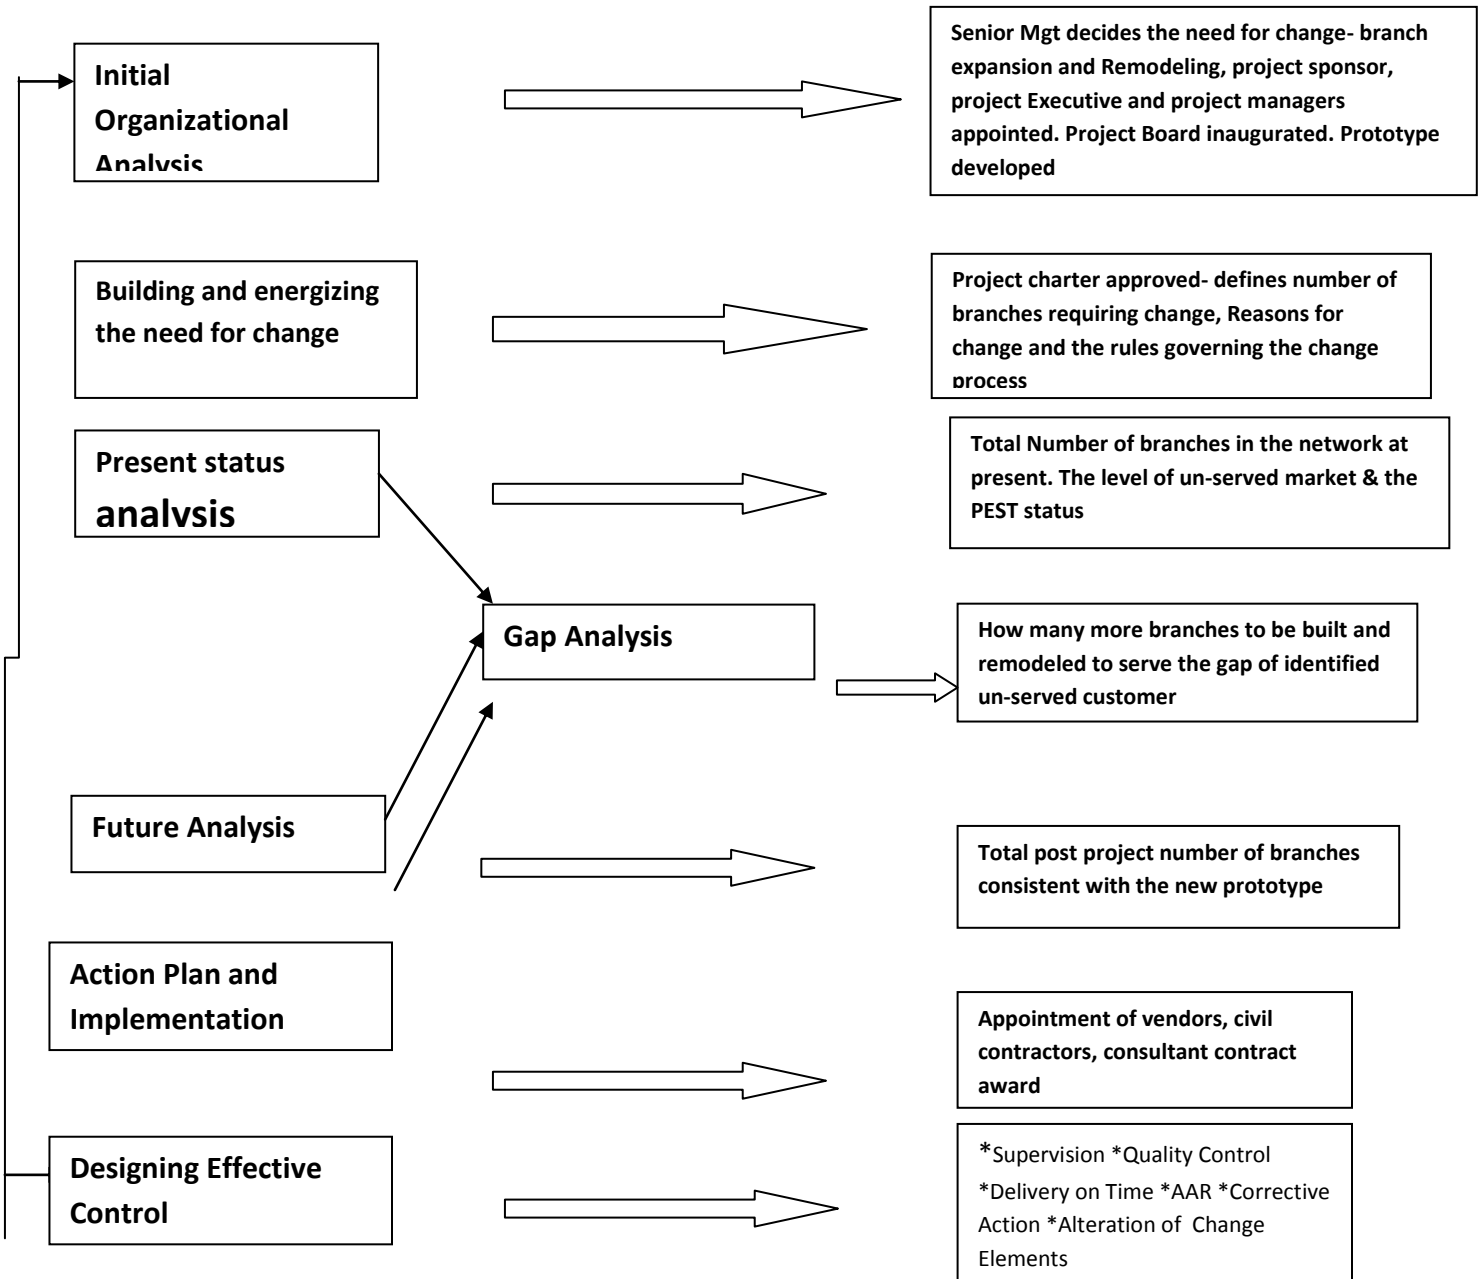 Initial
Organizational
Analysis
Senior Mgt decides the need for change- branch
expansion and Remodeling, project sponsor,
project Executive and project managers
appointed. Project Board inaugurated. Prototype
developed
Building and energizing
the need for change
Project charter approved- defines number of
branches requiring change, Reasons for
change and the rules governing the change
process
Present status
analysis
Total Number of branches in the network at
present. The level of un-served market & the
PEST status
Gap Analysis
How many more branches to be built and
remodeled to serve the gap of identified
un-served customer
Future Analysis
Total post project number of branches
consistent with the new prototype
Action Plan and
Implementation
Appointment of vendors, civil
contractors, consultant contract
award
Designing Effective
Control
*Supervision *Quality Control
*Delivery on Time *AAR *Corrective
Action *Alteration of Change
Elements